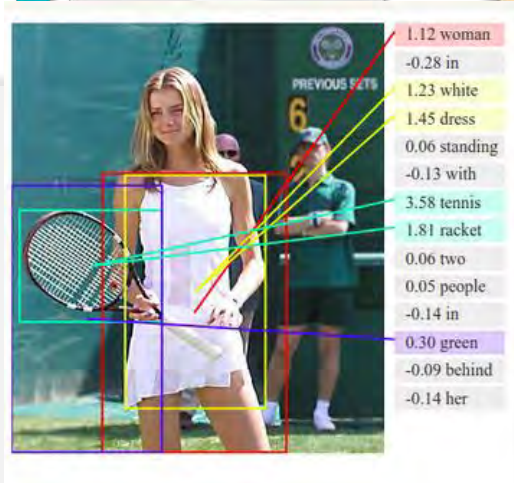 PREVIOUS SETS
6
1.12 woman
-0.28 in
1.23 white
1.45 dress
0.06 standing
-0.13 with
3.58 tennis
1.81 racket
0.06 two
0.05 people
-0.14 in
0.30 green
-0.09 behind
-0.14 her